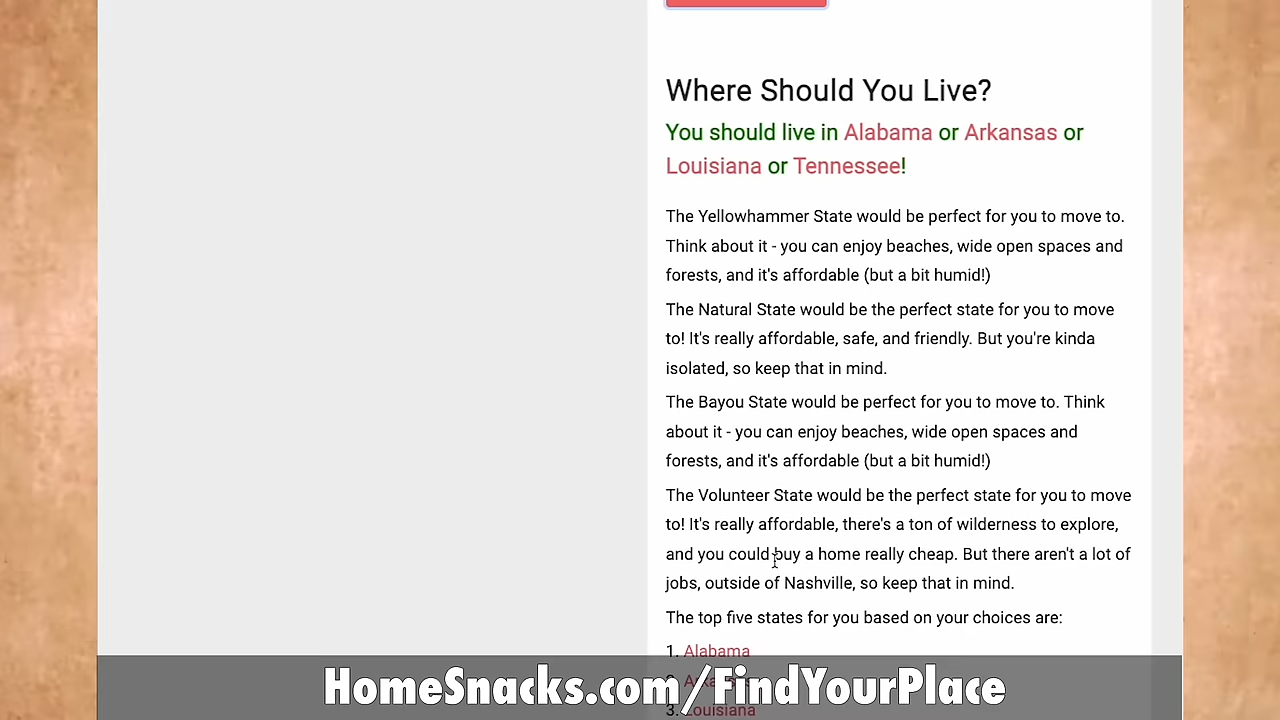 Where Should You Live?
You should live in Alabama or Arkansas or
Louisiana or Tennessee!
The Yellowhammer State would be perfect for you to move to.
Think about it - you can enjoy beaches, wide open spaces and
forests, and it's affordable (but a bit humid!)
The Natural State would be the perfect state for you to move
to! It's really affordable, safe, and friendly. But you're kinda
isolated, so keep that in mind.
The Bayou State would be perfect for you to move to. Think
about it - you can enjoy beaches, wide open spaces and
forests, and it's affordable (but a bit humid!)
The Volunteer State would be the perfect state for you to move
to! It's really affordable, there's a ton of wilderness to explore,
and you could buy a home really cheap. But there aren't a lot of
jobs, outside of Nashville, so keep that in mind.
The top five states for you based on your choices are:
1. Alabama
HomeSnacks.com/FindYourPlace
3. Louisiana